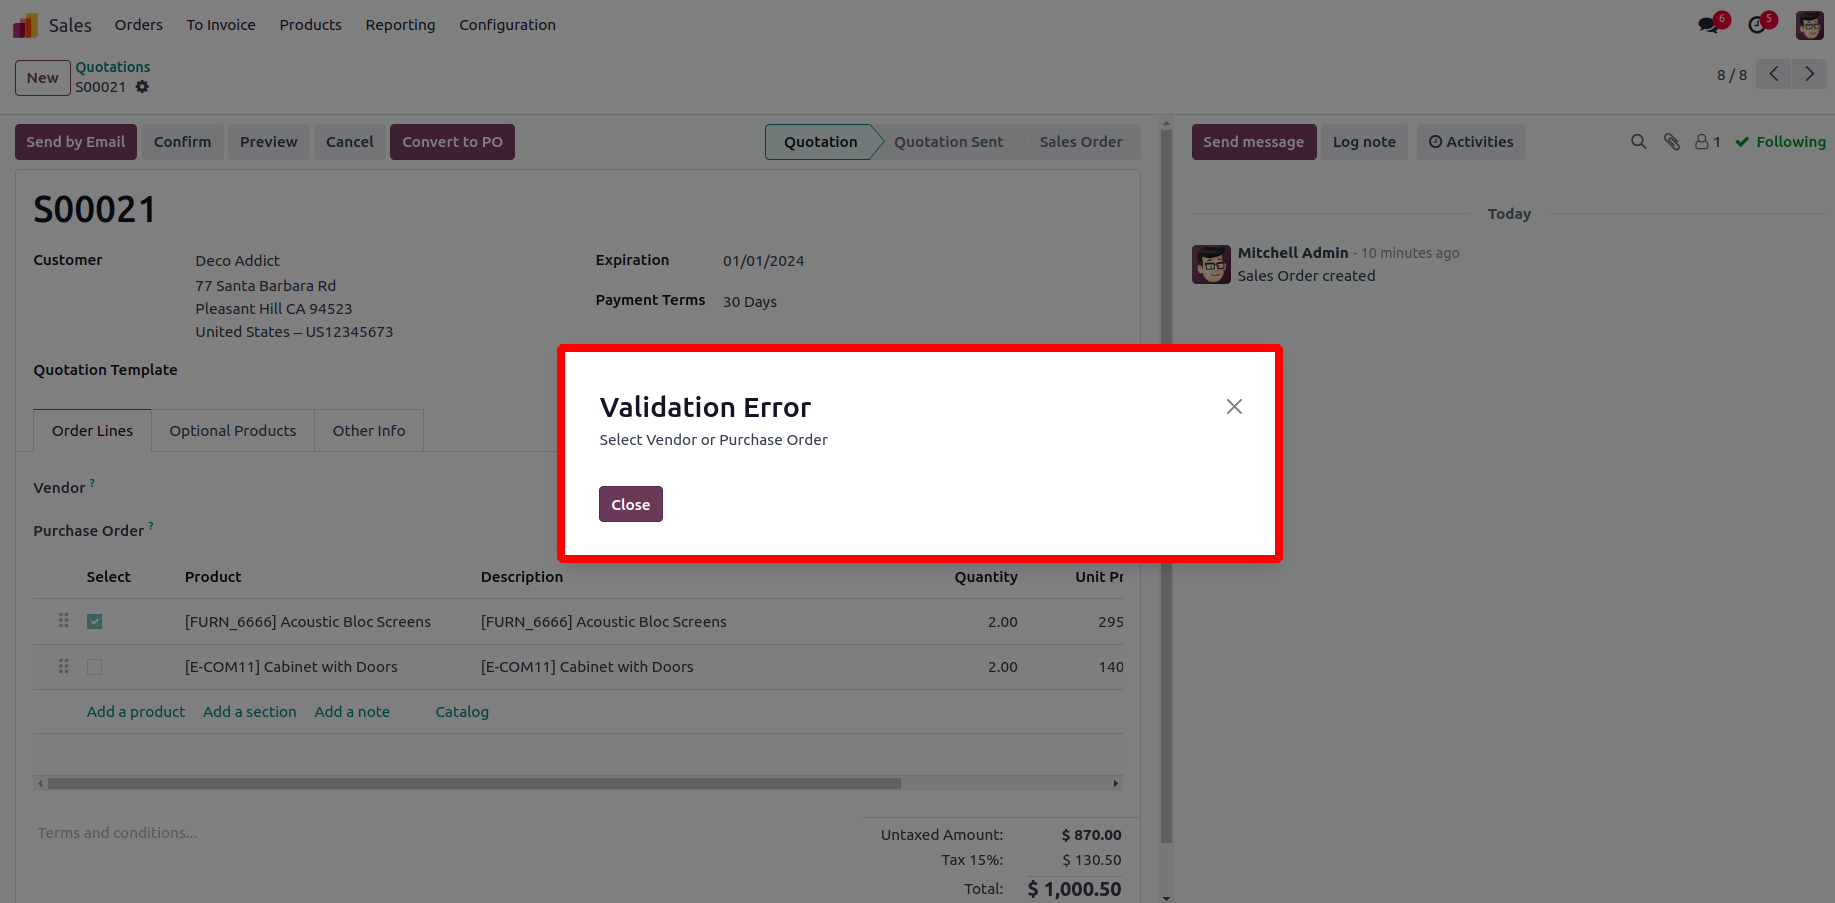 Sales Orders To Invoice Products Reporting Configuration 6 5
New Quotations
S00021 8 / 8
Send by Email Confirm Preview Cancel Convert to PO Quotation Quotation Sent Sales Order Send message Log note Activities 1 Following
S00021
Today
Customer Deco Addict Expiration 01/01/2024
Mitchell Admin - 10 minutes ago
Sales Order created
77 Santa Barbara Rd
Pleasant Hill CA 94523 Payment Terms 30 Days
United States – US12345673
Quotation Template
Validation Error
Select Vendor or Purchase Order
Close
Order Lines Optional Products Other Info
Vendor ?
Purchase Order ?
Select Product Description Quantity Unit Pr
[FURN_6666] Acoustic Bloc Screens [FURN_6666] Acoustic Bloc Screens 2.00 295
[E-COM11] Cabinet with Doors [E-COM11] Cabinet with Doors 2.00 140
Add a product Add a section Add a note Catalog
Terms and conditions...
Untaxed Amount: $ 870.00
Tax 15%: $ 130.50
Total: $ 1,000.50